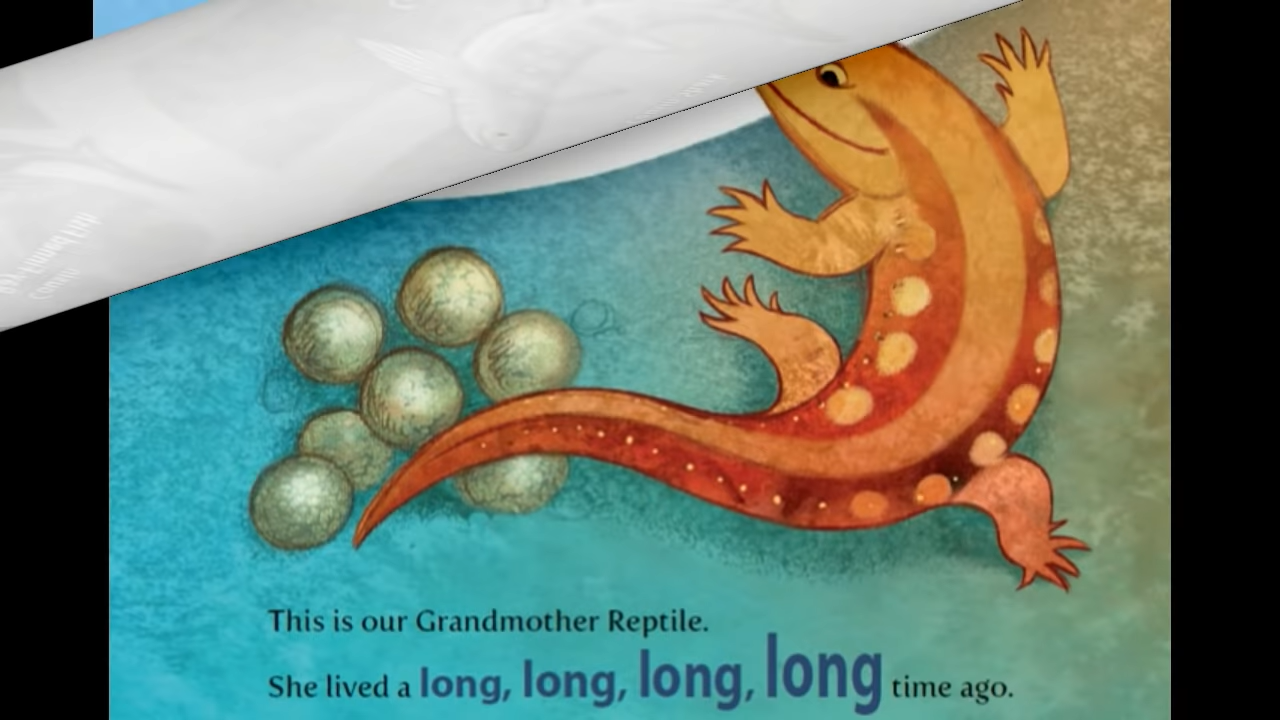 This is our Grandmother Reptile.
She lived a long, long, long, long time ago.